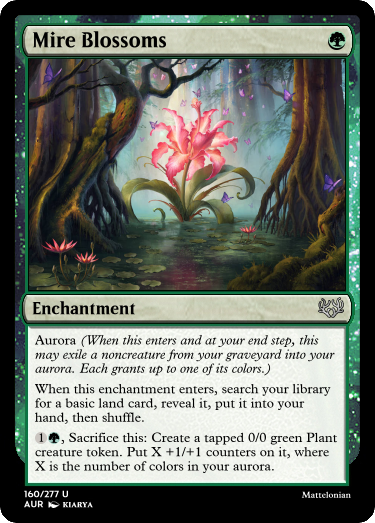 Mire Blossoms
Enchantment
Aurora (When this enters and at your end step, this
may exile a noncreature from your graveyard into your
aurora. Each grants up to one of its colors.)
When this enchantment enters, search your library
for a basic land card, reveal it, put it into your
hand, then shuffle.
1, Sacrifice this: Create a tapped 0/0 green Plant
creature token. Put X +1/+1 counters on it, where
X is the number of colors in your aurora.
160/277 U
AUR KIARYA
Mattelonian